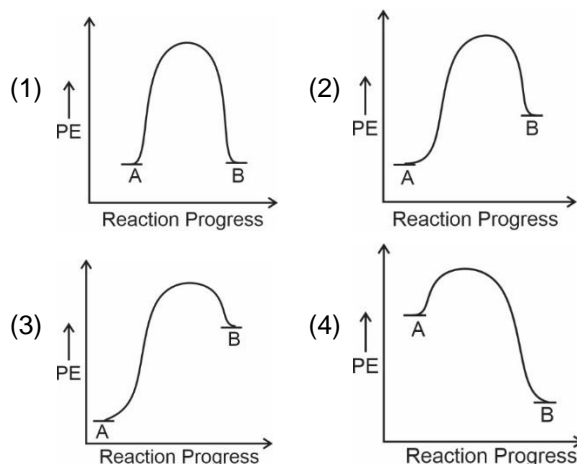 (1)
PE
A
B
Reaction Progress
(2)
PE
A
B
Reaction Progress
(3)
PE
A
B
Reaction Progress
(4)
PE
A
B
Reaction Progress